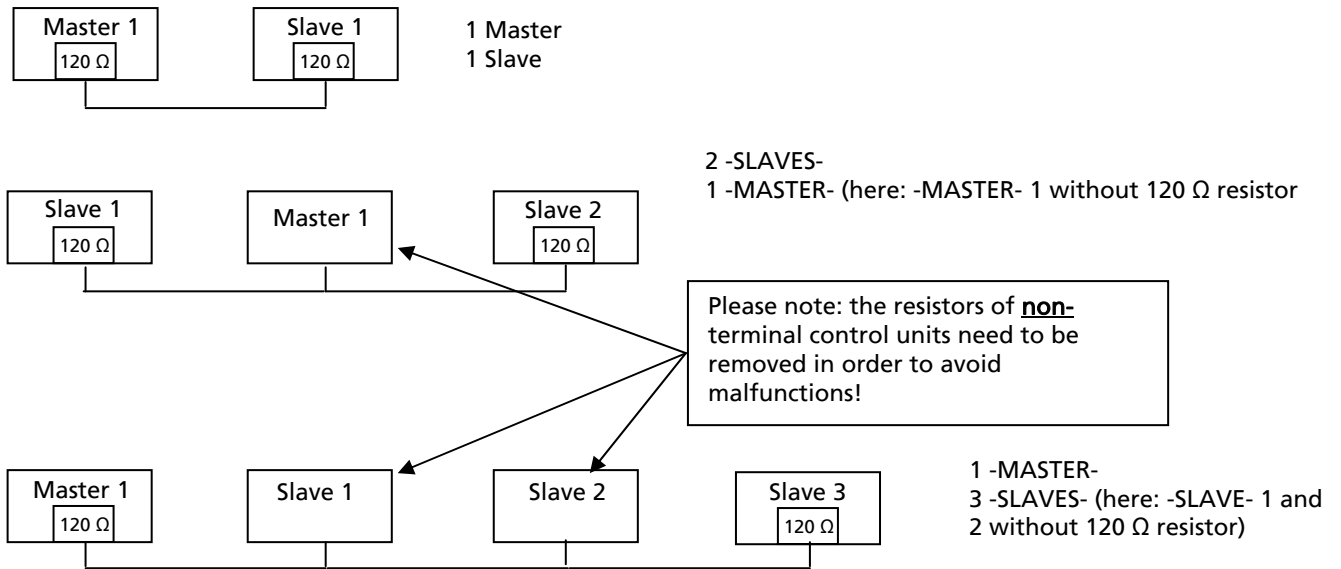 Master 1
120 Ω
Slave 1
120 Ω
1 Master
1 Slave
2 -SLAVES-
1 -MASTER- (here: -MASTER- 1 without 120 Ω resistor
Slave 1
120 Ω
Master 1
Slave 2
120 Ω
Please note: the resistors of non-
terminal control units need to be
removed in order to avoid
malfunctions!
Master 1
120 Ω
Slave 1
Slave 2
Slave 3
120 Ω
1 -MASTER-
3 -SLAVES- (here: -SLAVE- 1 and
2 without 120 Ω resistor)